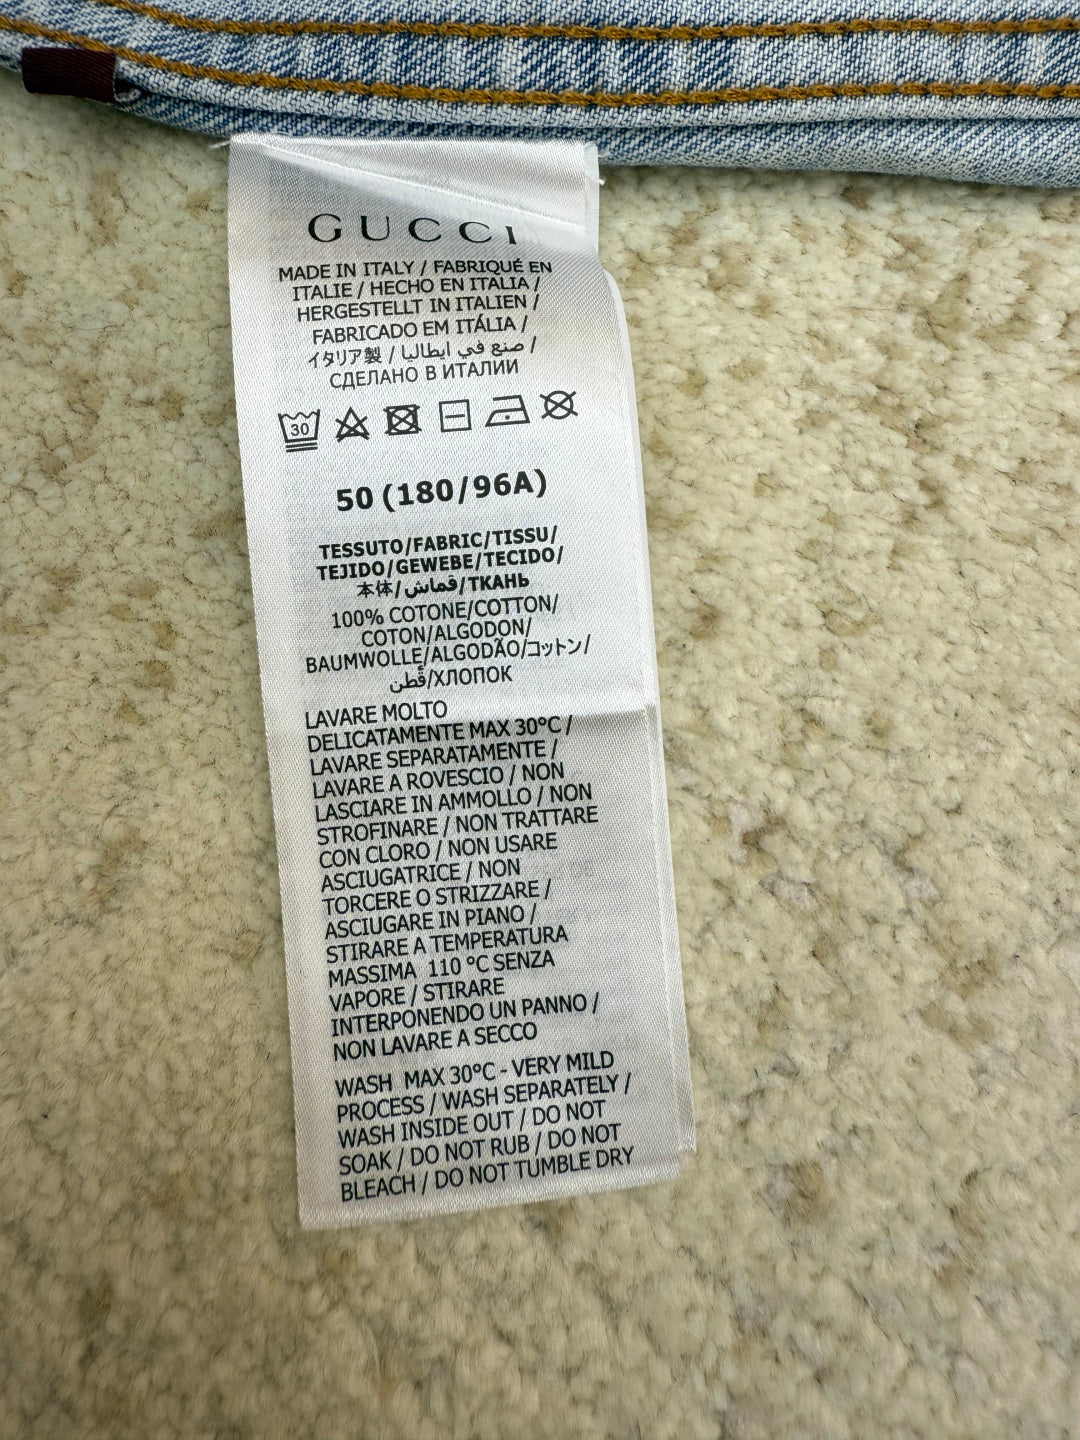 GUCCI
MADE IN ITALY / FABRIQUÉ EN
ITALIE / HECHO EN ITALIA /
HERGESTELLT IN ITALIEN /
FABRICADO EM ITÁLIA /
イタリア製 / صنع في ايطاليا /
СДЕЛАНО В ИТАЛИИ
30
50 (180/96A)
TESSUTO/FABRIC/TISSU/
TEJIDO/GEWEBE/TECIDO/
本体/قماش/ТКАНЬ
100% COTONE/COTTON/
COTON/ALGODON/
BAUMWOLLE/ALGODÃO/コットン/
قُطن/ХЛОПОК
LAVARE MOLTO
DELICATAMENTE MAX 30°C /
LAVARE SEPARATAMENTE /
LAVARE A ROVESCIO / NON
LASCIARE IN AMMOLLO / NON
STROFINARE / NON TRATTARE
CON CLORO / NON USARE
ASCIUGATRICE / NON
TORCERE O STRIZZARE /
ASCIUGARE IN PIANO /
STIRARE A TEMPERATURA
MASSIMA 110 °C SENZA
VAPORE / STIRARE
INTERPONENDO UN PANNO /
NON LAVARE A SECCO
WASH MAX 30°C - VERY MILD
PROCESS / WASH SEPARATELY /
WASH INSIDE OUT / DO NOT
SOAK / DO NOT RUB / DO NOT
BLEACH / DO NOT TUMBLE DRY